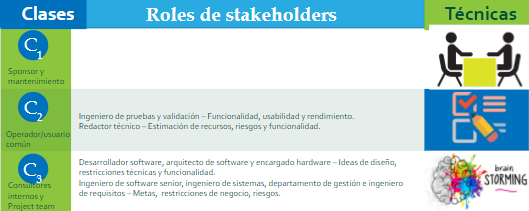 Clases
Roles de stakeholders
Técnicas
C1
Sponsor y
mantenimiento
C2
Operador/usuario
común
Ingeniero de pruebas y validación – Funcionalidad, usabilidad y rendimiento.
Redactor técnico – Estimación de recursos, riesgos y funcionalidad.
C3
Consultores
internos y
Project team
Desarrollador software, arquitecto de software y encargado hardware – Ideas de diseño,
restricciones técnicas y funcionalidad.
Ingeniero de software senior, ingeniero de sistemas, departamento de gestión e ingeniero
de requisitos – Metas, restricciones de negocio, riesgos.
brain
STORMING